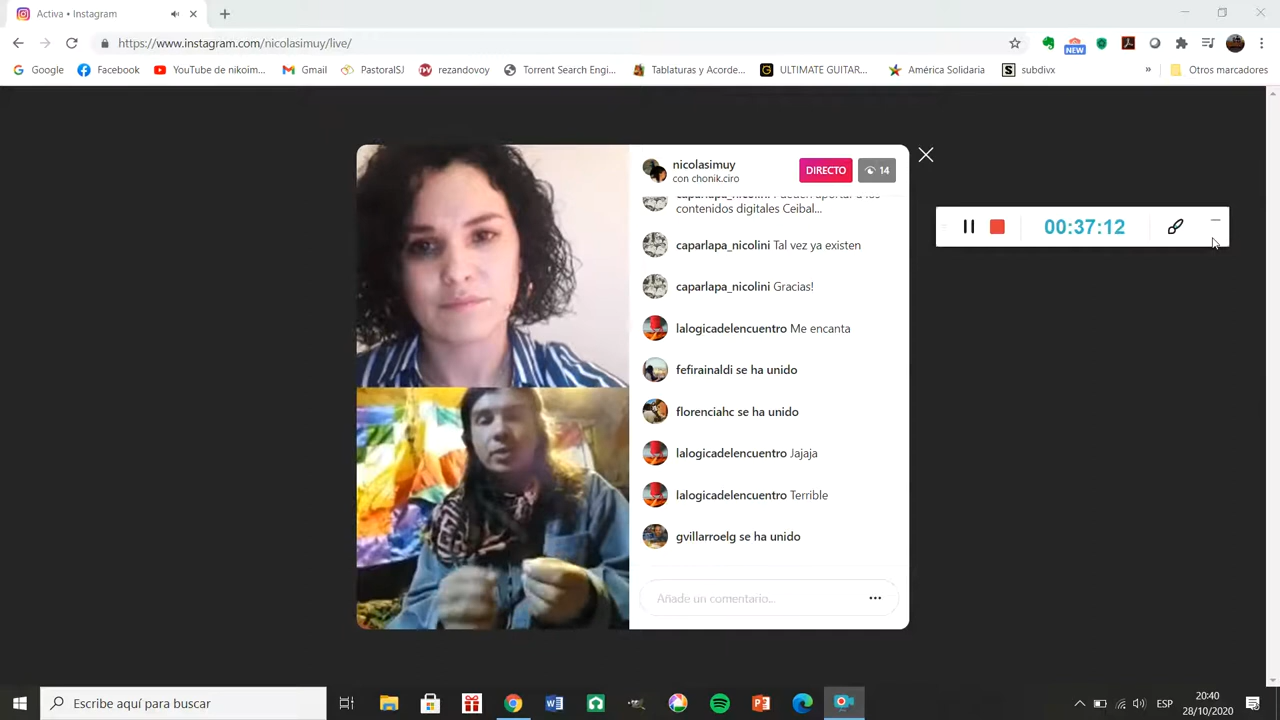 Activa • Instagram
https://www.instagram.com/nicolasimuy/live/
NEW
Google
Facebook
YouTube de nikoim...
Gmail
PastoralSJ
rezandovoy
Torrent Search Engi...
Tablaturas y Acorde...
ULTIMATE GUITAR...
América Solidaria
subdivx
»
Otros marcadores
nicolasimuy
con chonik.ciro
DIRECTO
14
contenidos digitales Ceibal...
caparlapa_nicolini Tal vez ya existen
caparlapa_nicolini Gracias!
lalogicadelencuentro Me encanta
fefirainaldi se ha unido
florenciahc se ha unido
lalogicadelencuentro Jajaja
lalogicadelencuentro Terrible
gvillarroelg se ha unido
Añade un comentario...
00:37:12
Escribe aquí para buscar
ESP
20:40
28/10/2020